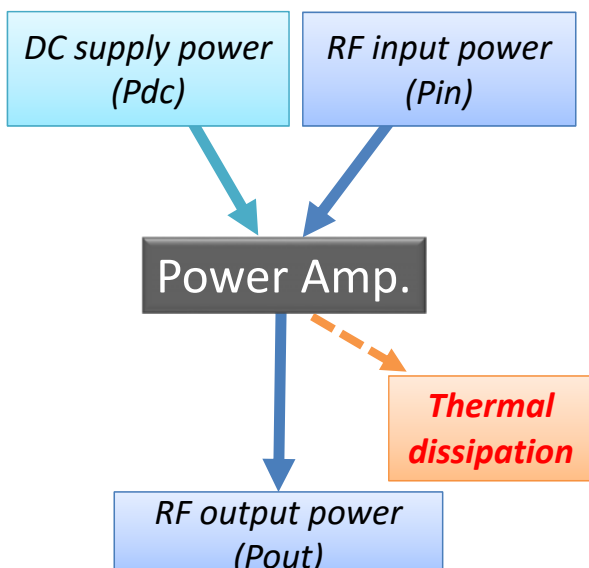 DC supply power
(Pdc)
RF input power
(Pin)
Power Amp.
Thermal
dissipation
RF output power
(Pout)